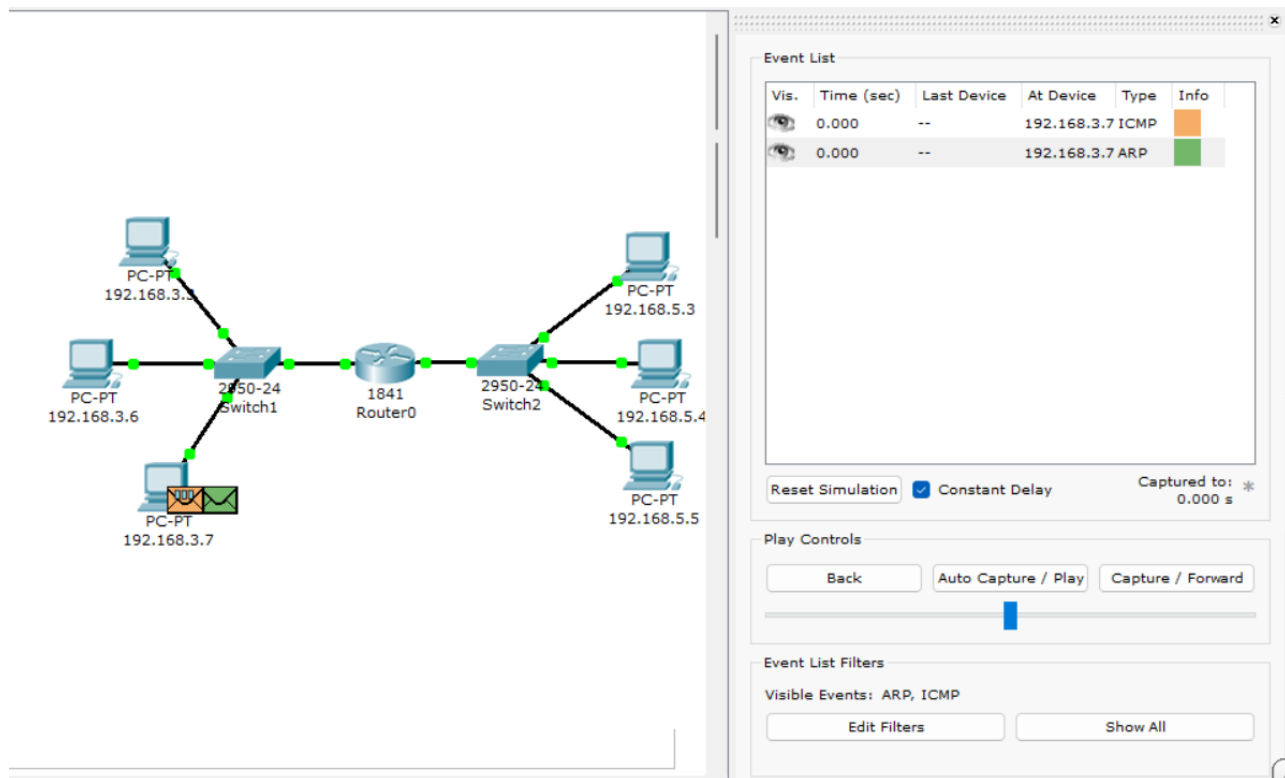 PC-PT
192.168.3.3
PC-PT
192.168.3.6
PC-PT
192.168.3.7
2950-24
Switch1
1841
Router0
2950-24
Switch2
PC-PT
192.168.5.3
PC-PT
192.168.5.4
PC-PT
192.168.5.5
Event List
Vis. Time (sec) Last Device At Device Type Info
0.000 -- 192.168.3.7 ICMP
0.000 -- 192.168.3.7 ARP
Reset Simulation Constant Delay Captured to: *
0.000 s
Play Controls
Back Auto Capture / Play Capture / Forward
Event List Filters
Visible Events: ARP, ICMP
Edit Filters Show All